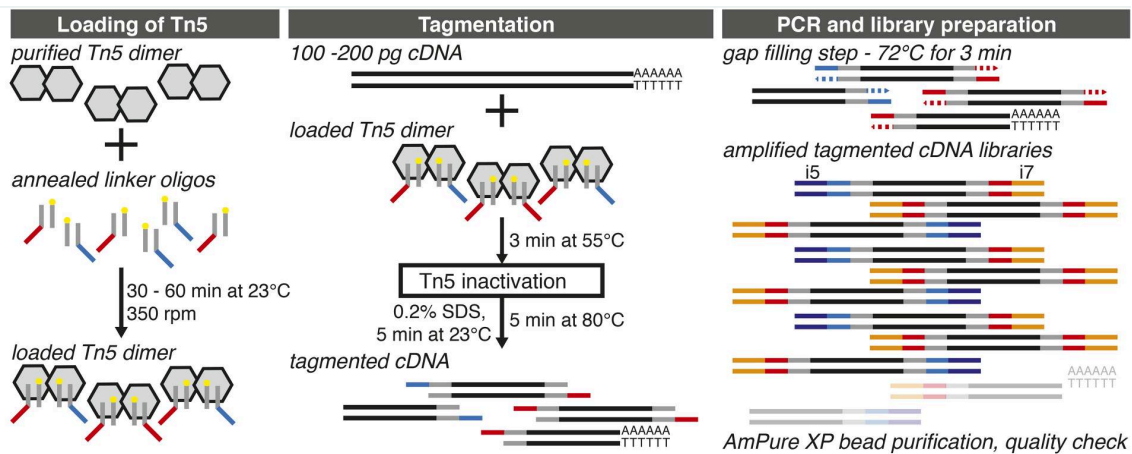 Loading of Tn5
purified Tn5 dimer
annealed linker oligos
30 - 60 min at 23°C
350 rpm
loaded Tn5 dimer
Tagmentation
100 -200 pg cDNA
AAAAAA
TTTTTT
loaded Tn5 dimer
3 min at 55°C
Tn5 inactivation
0.2% SDS,
5 min at 23°C
5 min at 80°C
tagmented cDNA
AAAAAA
TTTTTT
PCR and library preparation
gap filling step - 72°C for 3 min
AAAAAA
TTTTTT
amplified tagmented cDNA libraries
i5 i7
AAAAAA
TTTTTT
AmPure XP bead purification, quality check